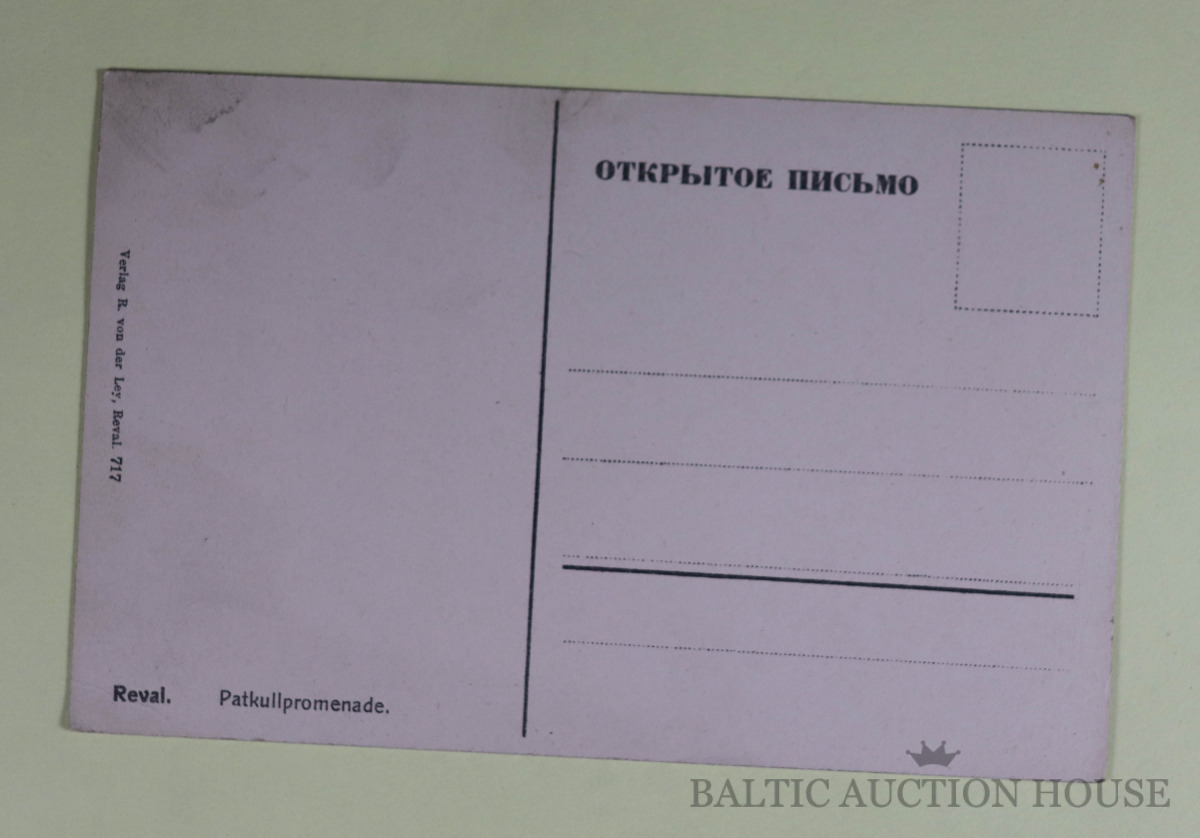 ОТКРЫТОЕ ПИСЬМО
Verlag R. von der Ley, Reval. 717
Reval. Patkullpromenade.
BALTIC AUCTION HOUSE